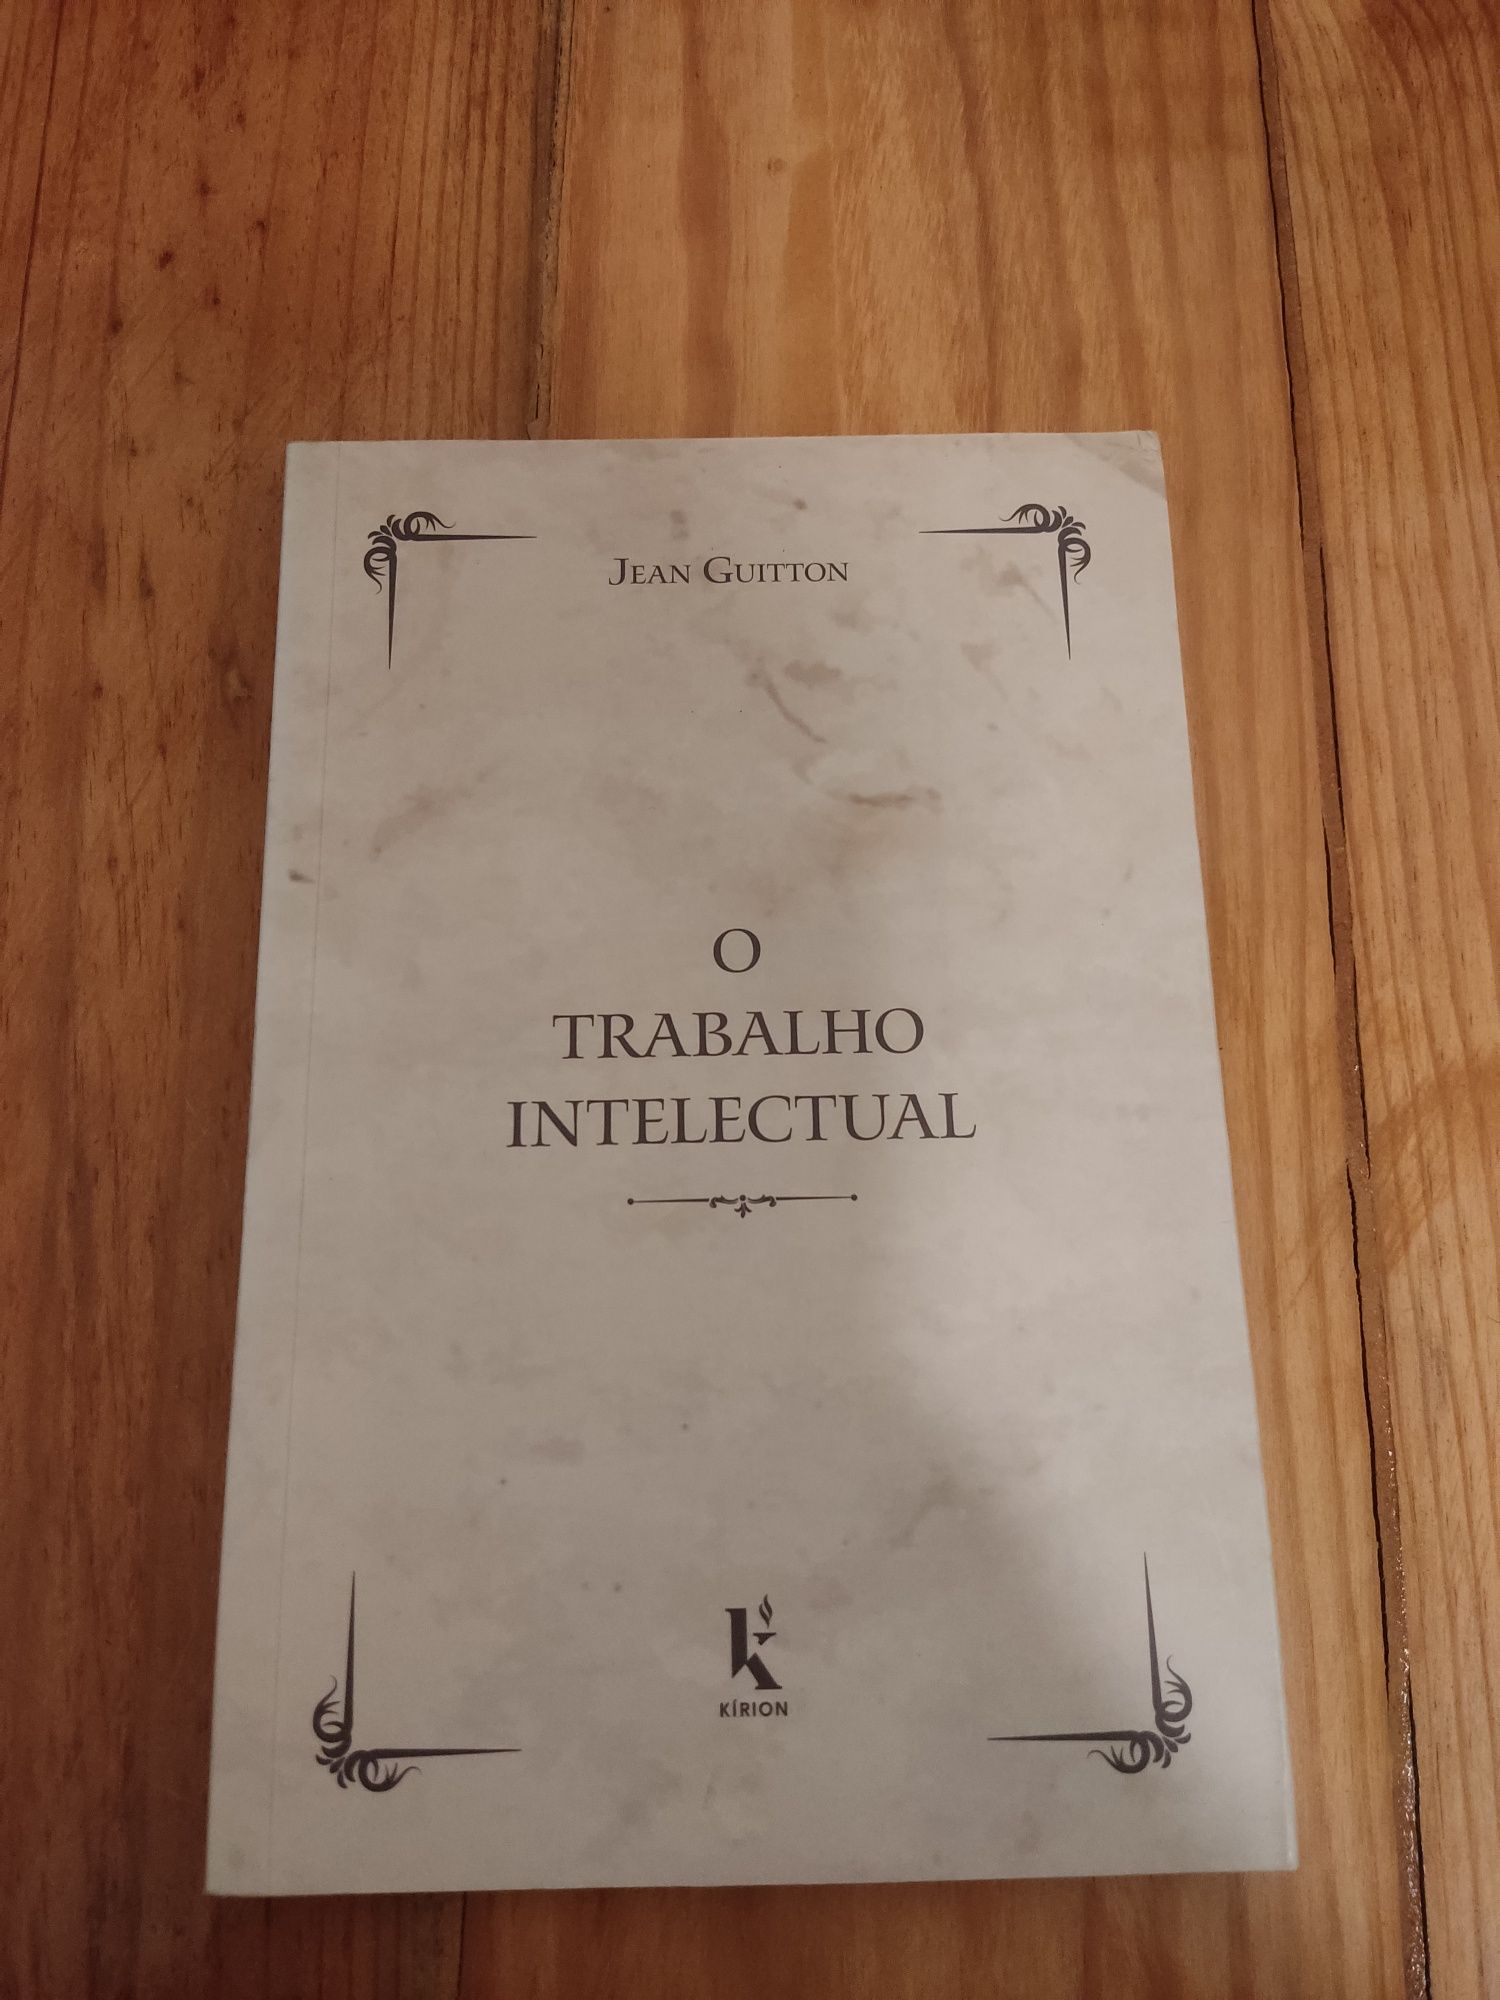 JEAN GUITTON
O
TRABALHO
INTELECTUAL
k
KÍRION